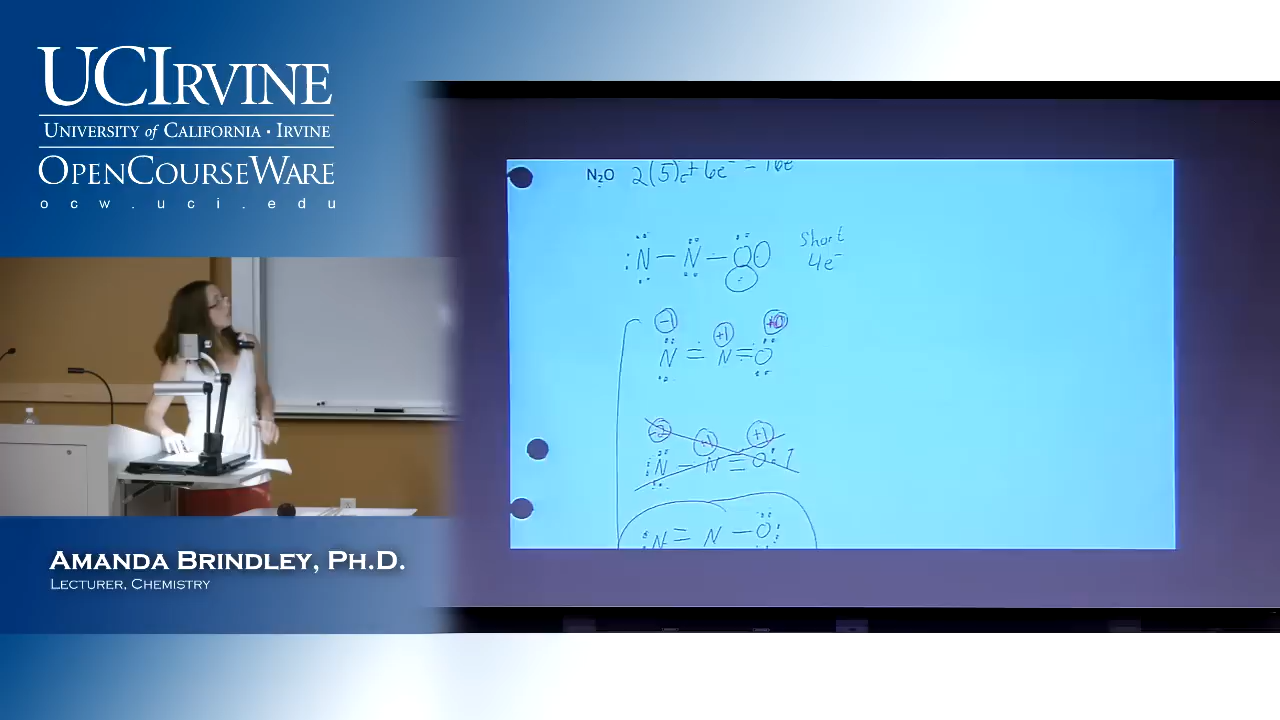 UCIRVINE
UNIVERSITY of CALIFORNIA · IRVINE
OPENCOURSEWARE
ocw.uci.edu
AMANDA BRINDLEY, PH.D.
LECTURER, CHEMISTRY
N₂O 2(5)e⁻ + 6e⁻ = 16e⁻
:N — N — O
Short
4e⁻
-1 +1
N = N = O
-2 +1 +1
N — N ≡ O
N ≡ N — O